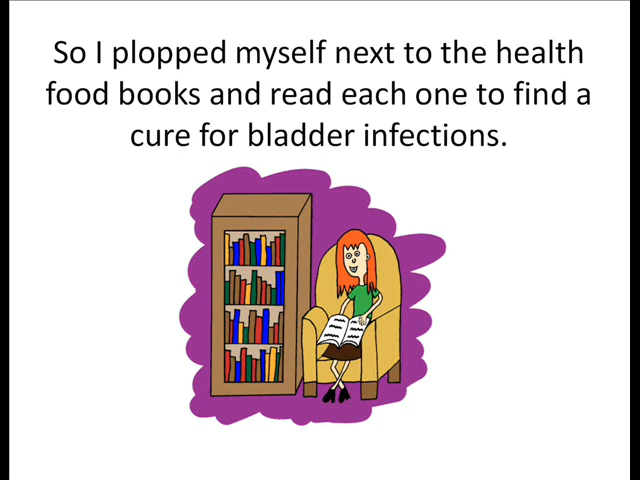 So I plopped myself next to the health
food books and read each one to find a
cure for bladder infections.